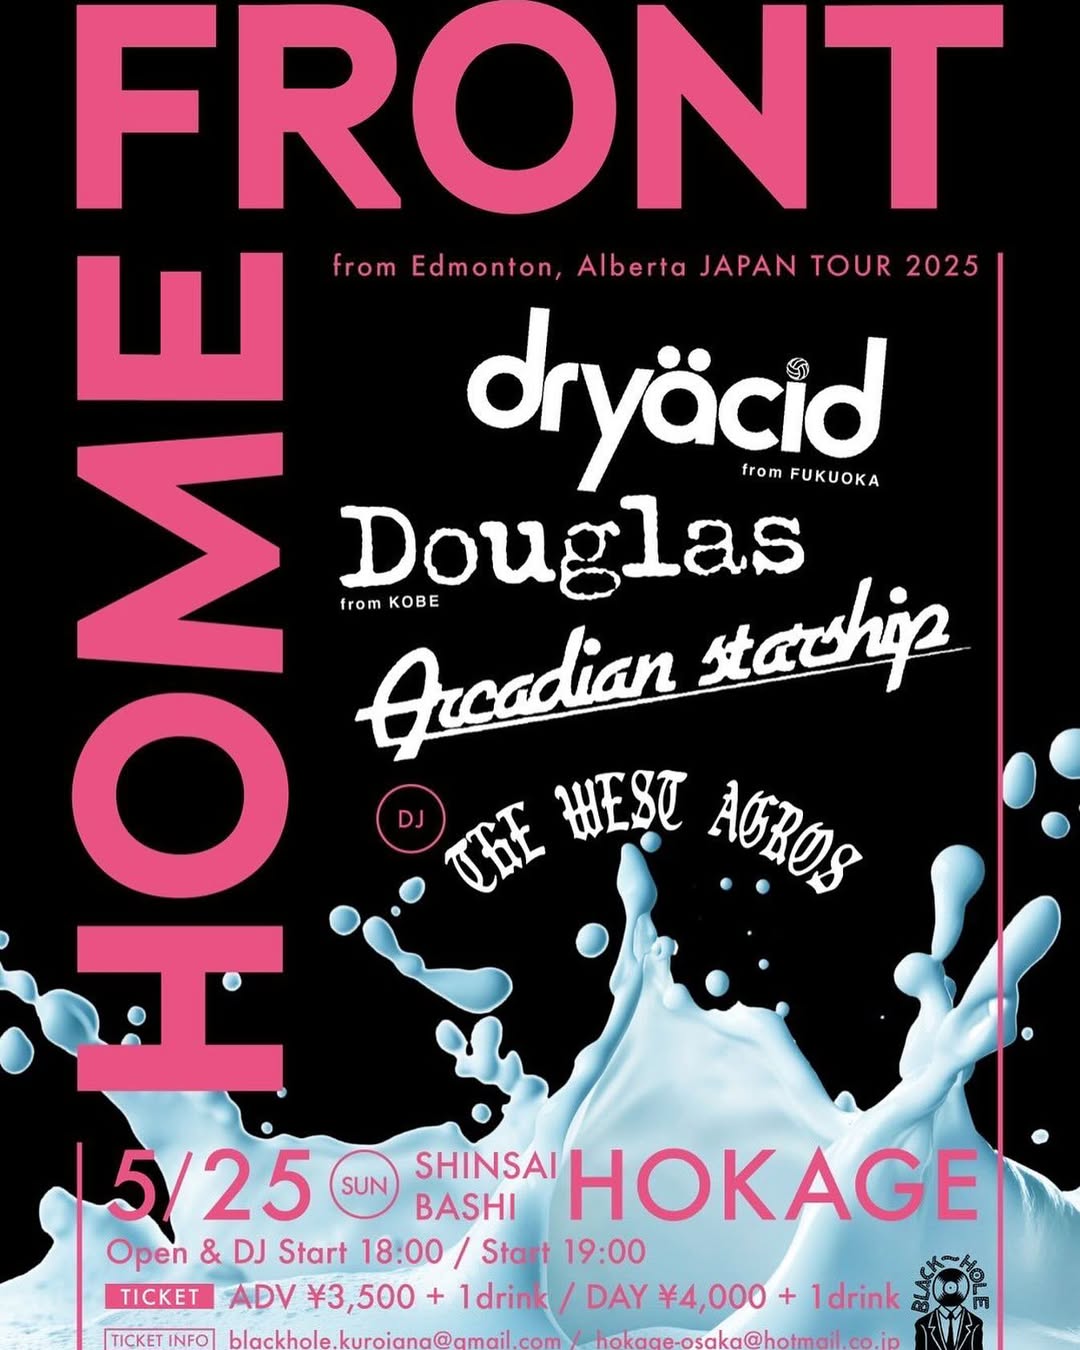 FRONT
HOME
from Edmonton, Alberta JAPAN TOUR 2025
dryäcid
from FUKUOKA
Douglas
from KOBE
Arcadian starship
DJ THE WEST AGROS
5/25 SUN SHINSAI BASHI HOKAGE
Open & DJ Start 18:00 / Start 19:00
TICKET ADV ¥3,500 + 1drink / DAY ¥4,000 + 1drink
BLACK HOLE
TICKET INFO blackhole.kuroiana@gmail.com / hokage-osaka@hotmail.co.jp